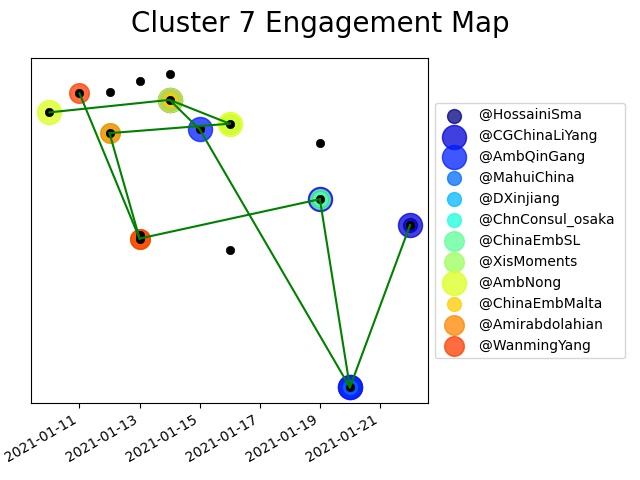 Cluster 7 Engagement Map
@HossainiSma
@CGChinaLiYang
@AmbQinGang
@MahuiChina
@DXinjiang
@ChnConsul_osaka
@ChinaEmbSL
@XisMoments
@AmbNong
@ChinaEmbMalta
@Amirabdolahian
@WanmingYang
2021-01-11
2021-01-13
2021-01-15
2021-01-17
2021-01-19
2021-01-21